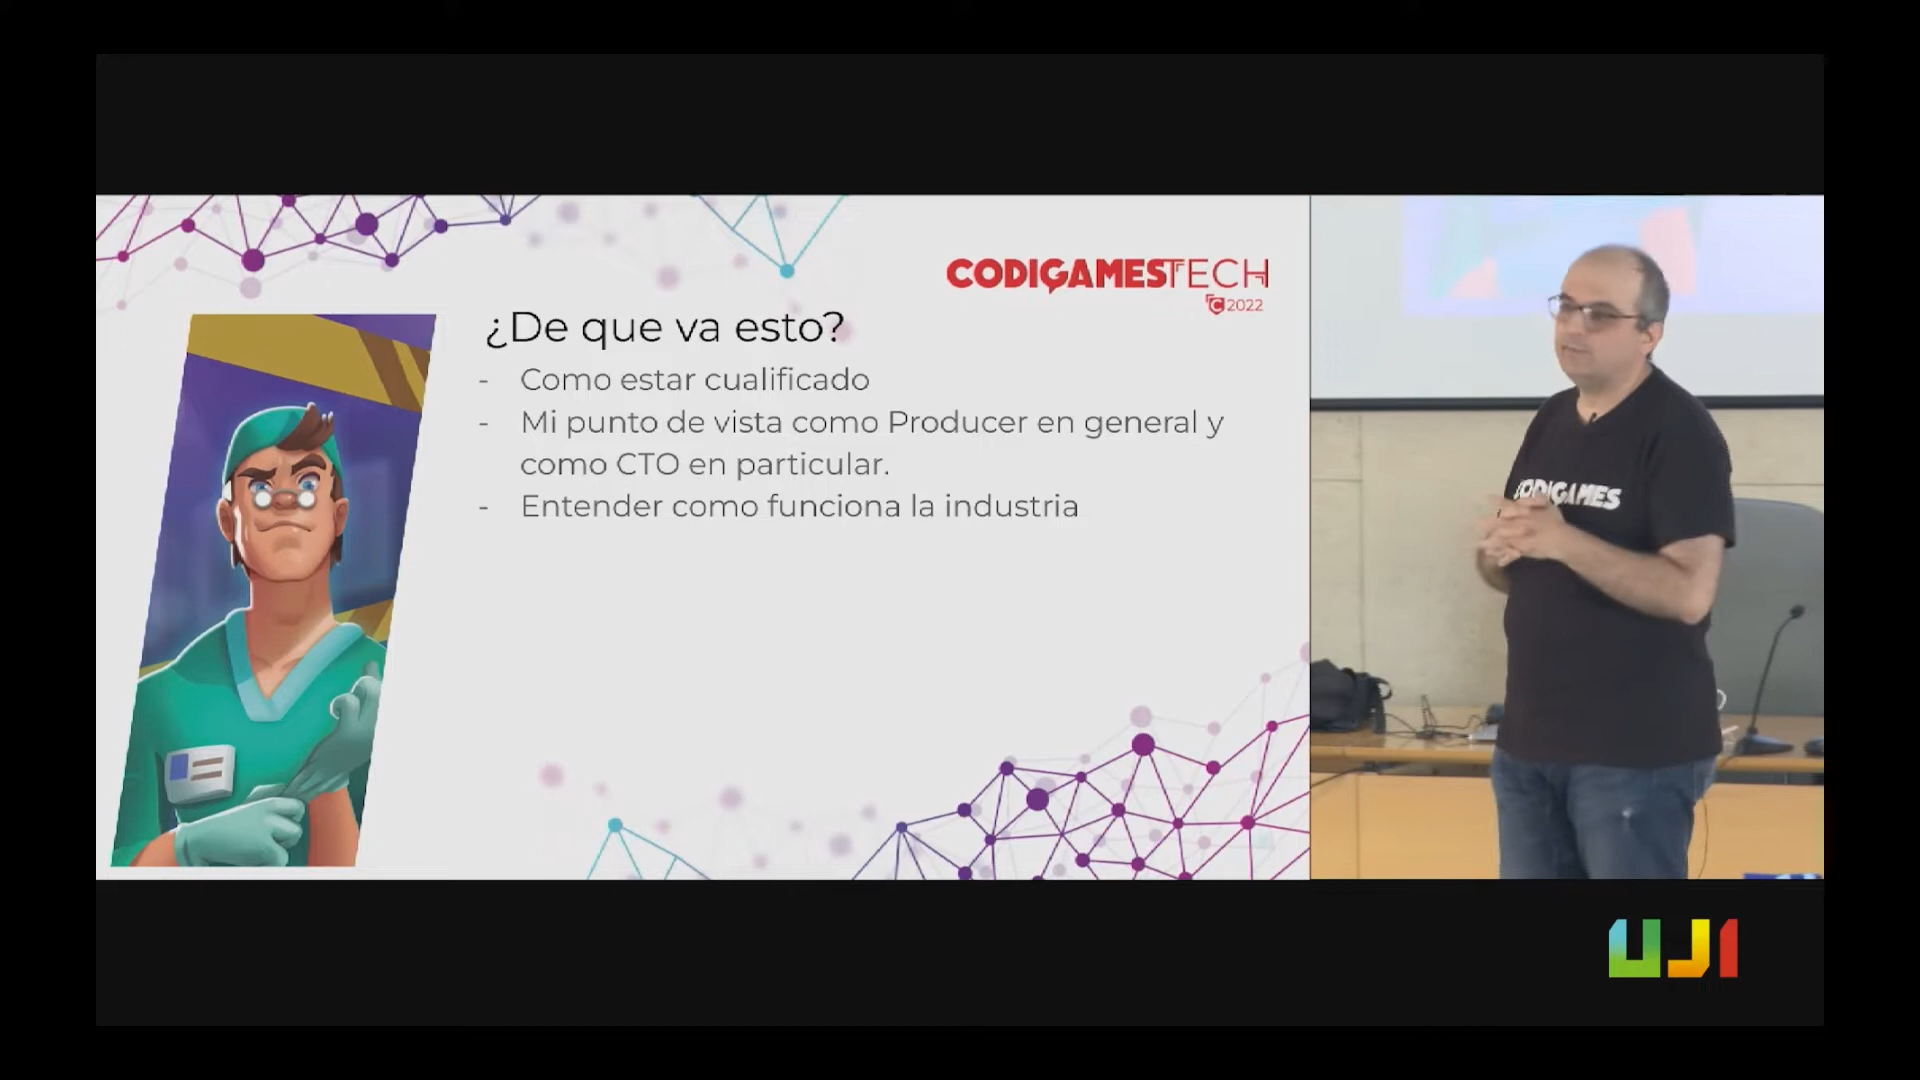 CODIGAMESTECH
C2022
¿De que va esto?
- Como estar cualificado
- Mi punto de vista como Producer en general y
como CTO en particular.
- Entender como funciona la industria
CODIGAMES
UJI